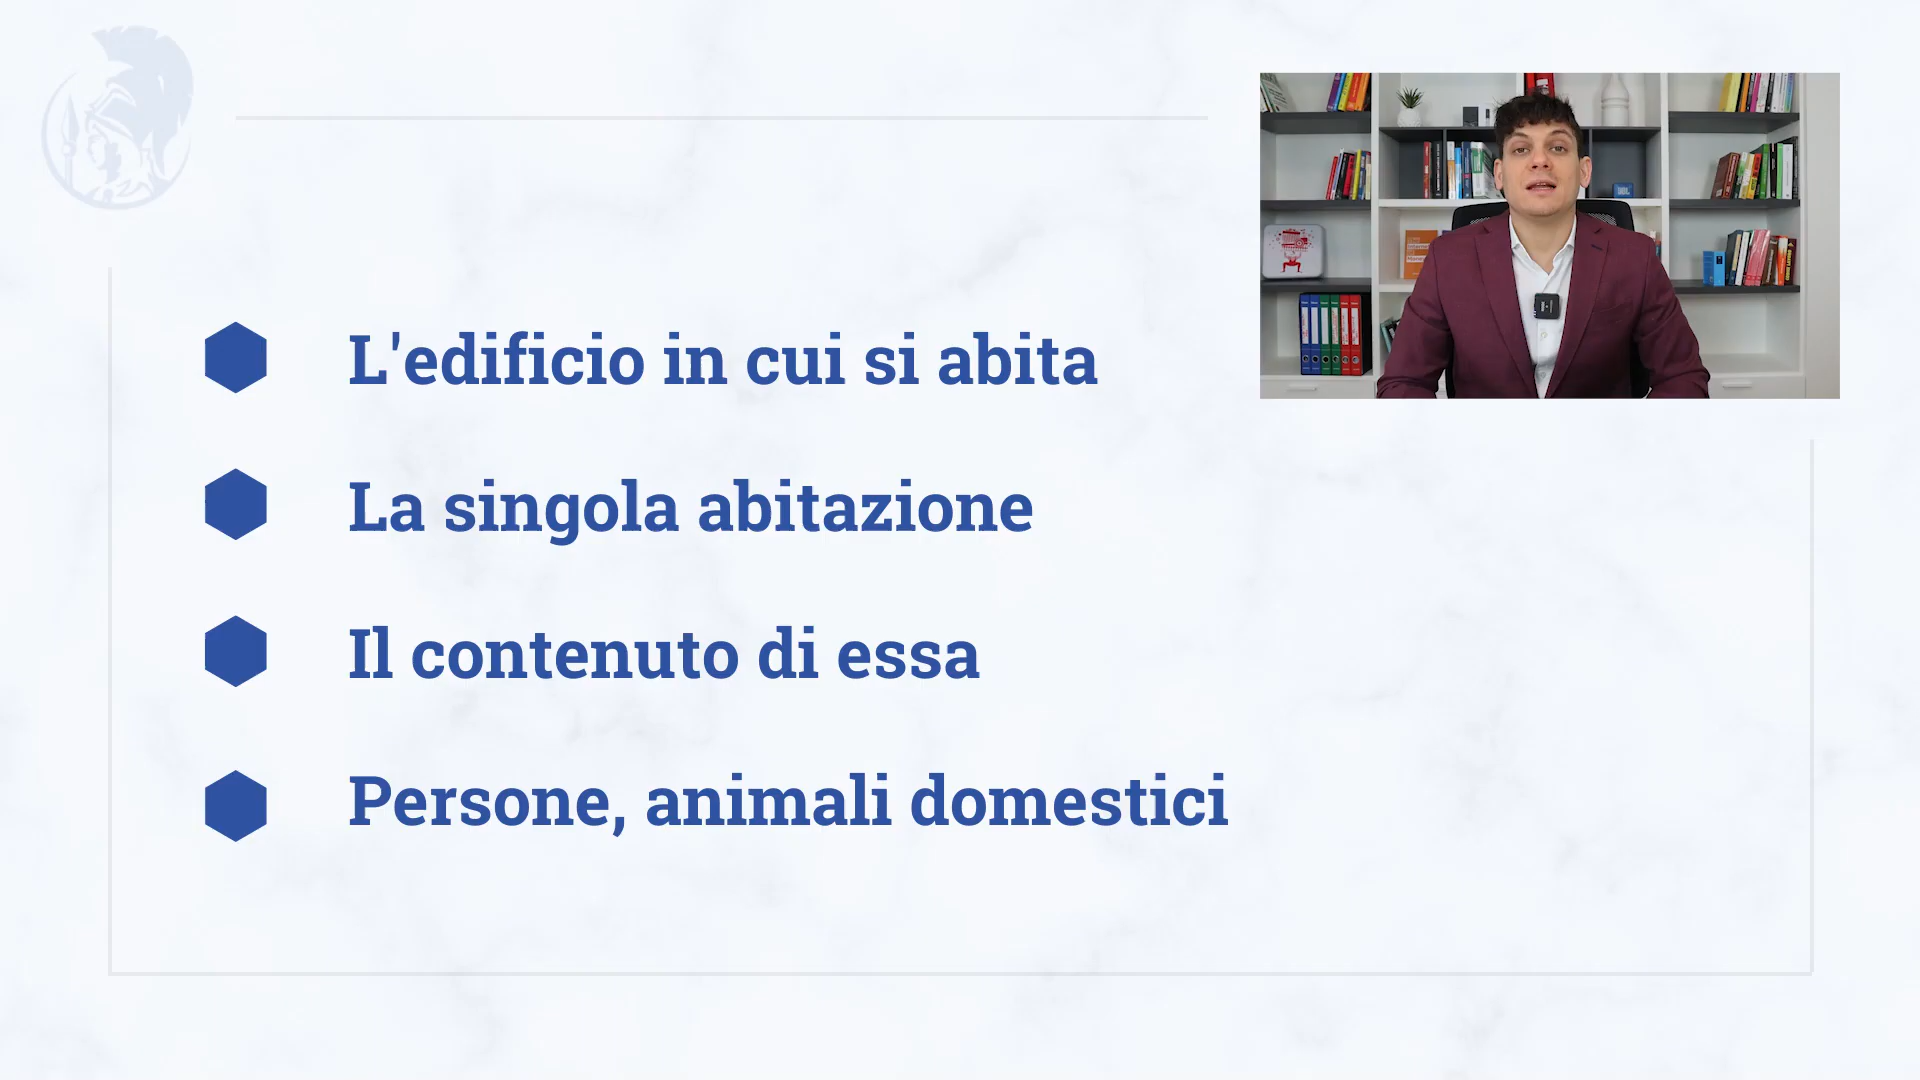 L'edificio in cui si abita
La singola abitazione
Il contenuto di essa
Persone, animali domestici